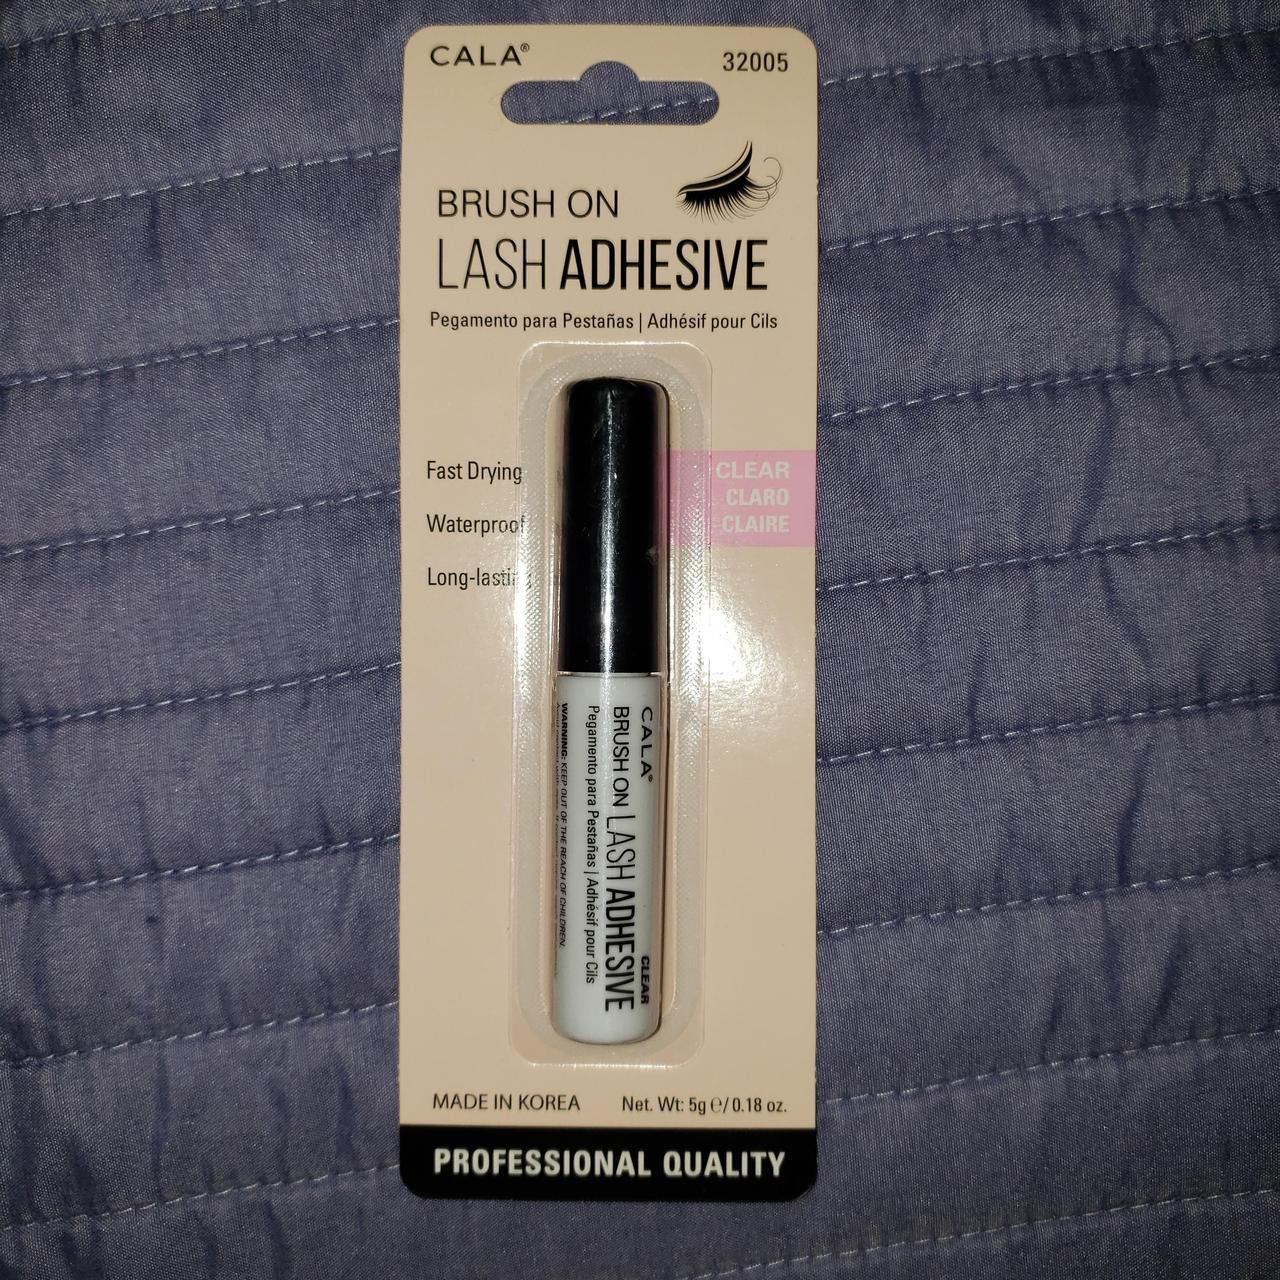 CALA®
32005
BRUSH ON
LASH ADHESIVE
Pegamento para Pestañas | Adhésif pour Cils
Fast Drying
Waterproof
Long-lasting
CLEAR
CLARO
CLAIRE
CALA®
CLEAR
BRUSH ON LASH ADHESIVE
Pegamento para Pestañas | Adhésif pour Cils
WARNING: KEEP OUT OF THE REACH OF CHILDREN.
MADE IN KOREA
Net. Wt: 5g ℮/ 0.18 oz.
PROFESSIONAL QUALITY